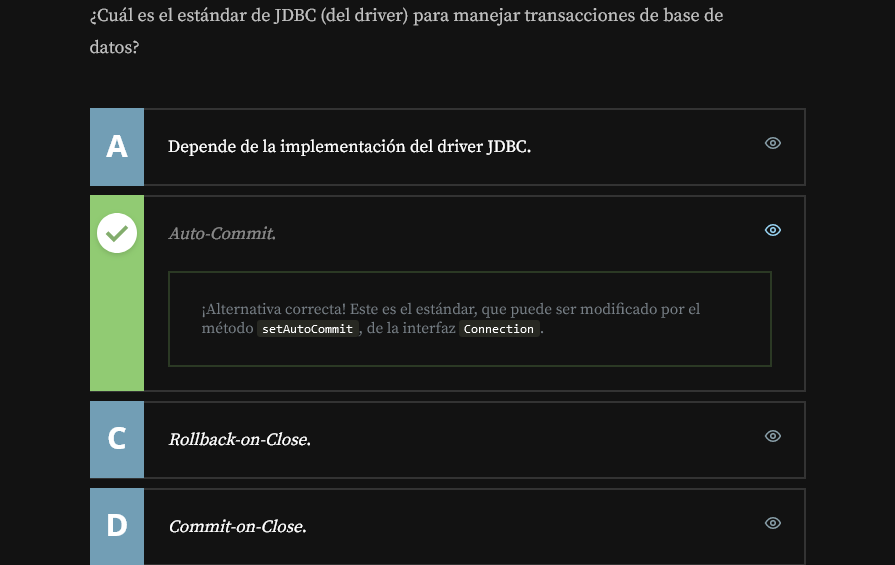 ¿Cuál es el estándar de JDBC (del driver) para manejar transacciones de base de
datos?
A
Depende de la implementación del driver JDBC.
Auto-Commit.
¡Alternativa correcta! Este es el estándar, que puede ser modificado por el
método setAutoCommit, de la interfaz Connection.
C
Rollback-on-Close.
D
Commit-on-Close.